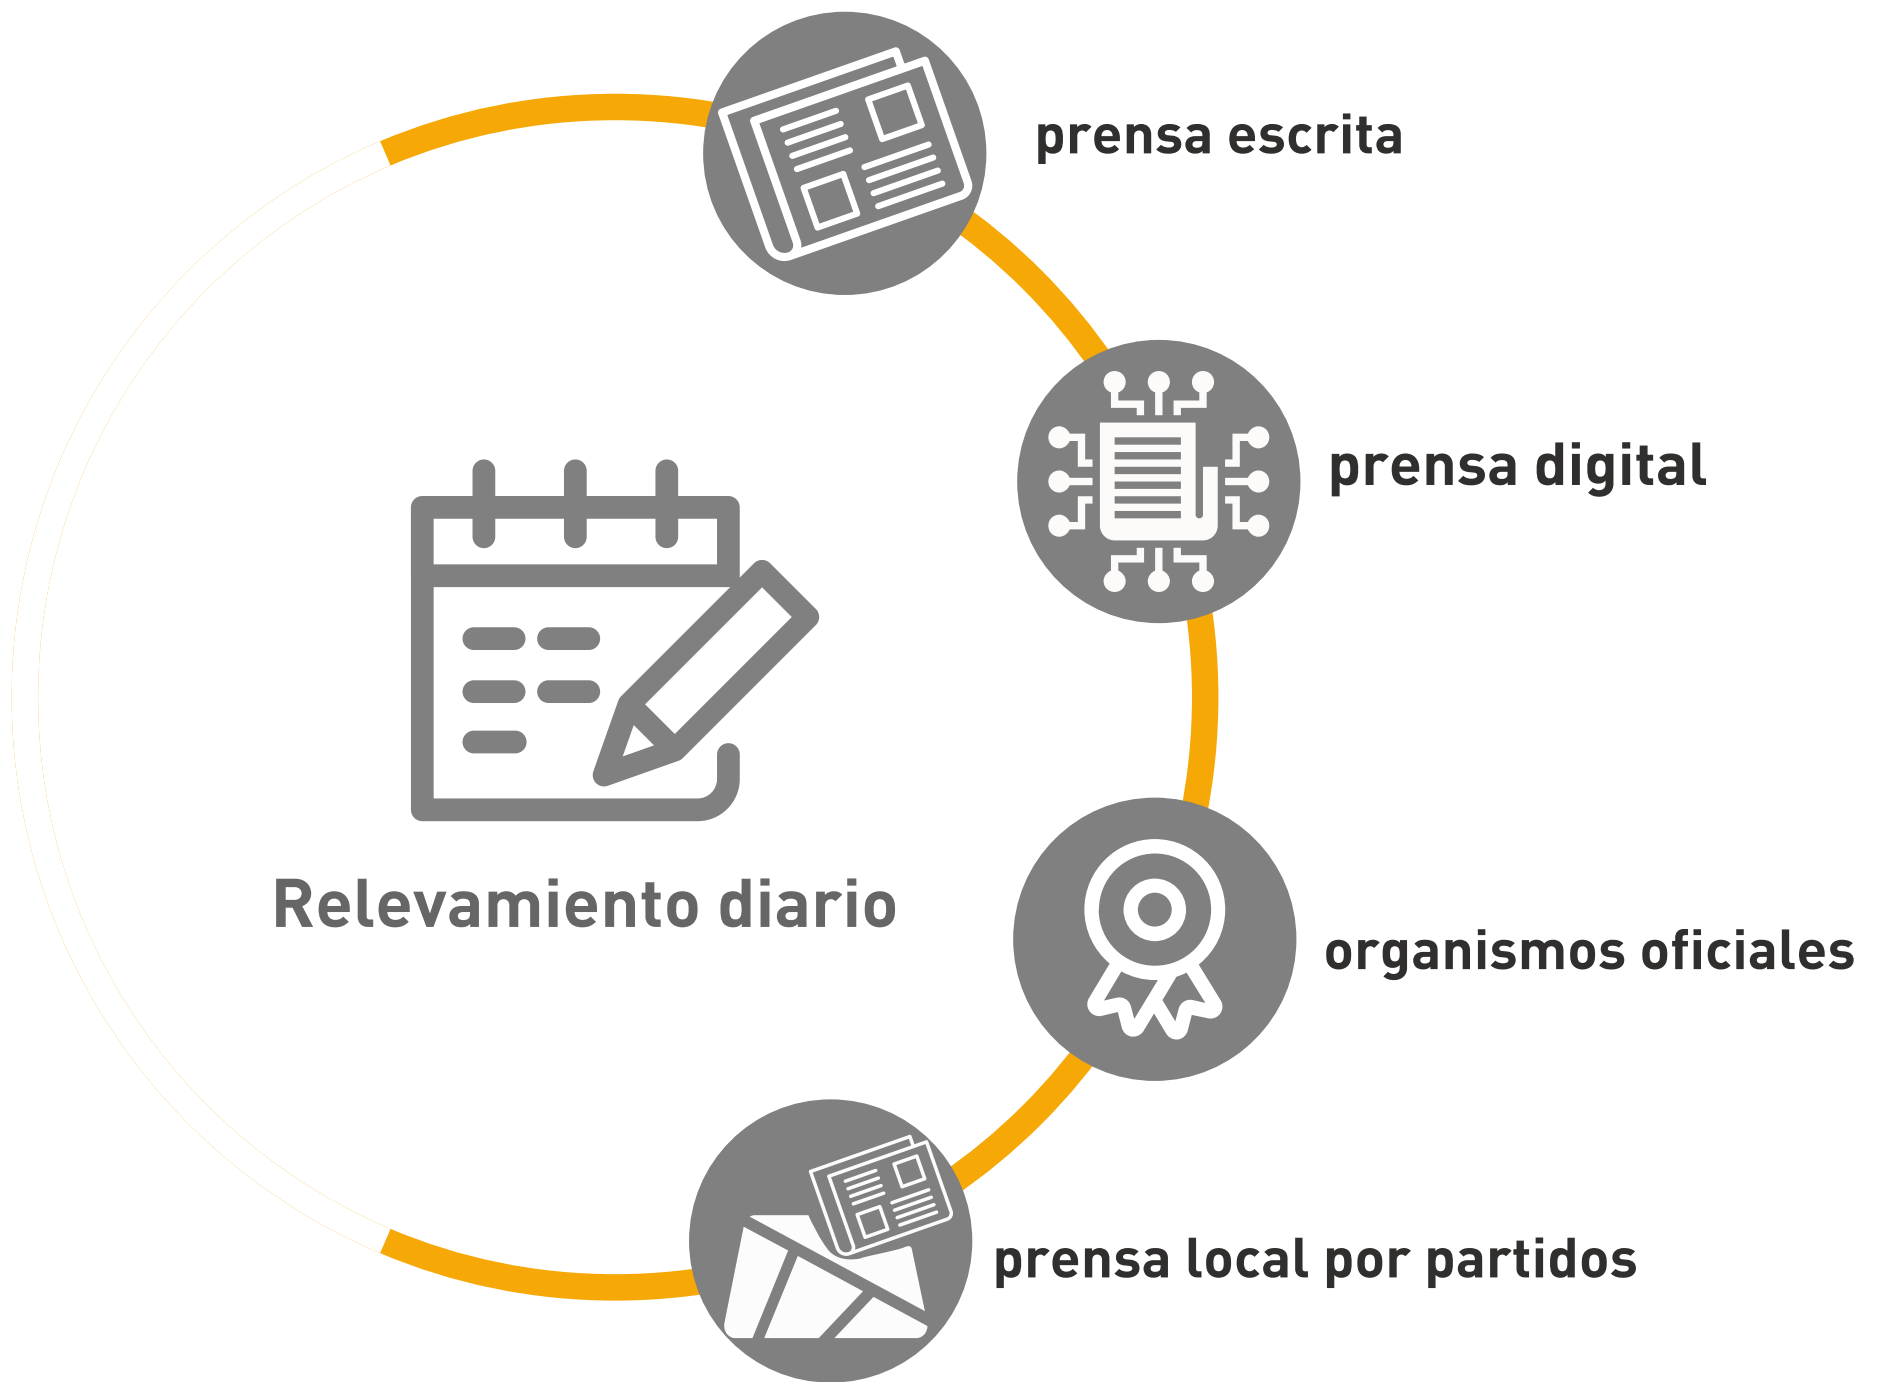 prensa escrita
prensa digital
Relevamiento diario
organismos oficiales
prensa local por partidos